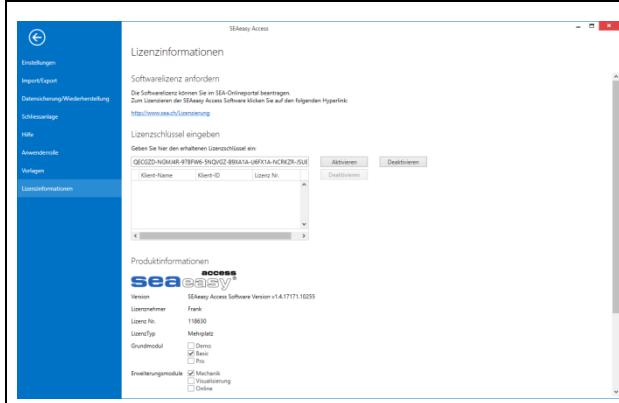 SEAeasy Access
Lizenzinformationen
Einstellungen
Import/Export
Datensicherung/Wiederherstellung
Schliessanlage
Hilfe
Anwenderrolle
Vorlagen
Lizenzinformationen
Softwarelizenz anfordern
Die Softwarelizenz können Sie im SEA-Onlineportal beantragen.
Zum Lizenzieren der SEAeasy Access Software klicken Sie auf den folgenden Hyperlink:
http://www.sea.ch/Lizenzierung
Lizenzschlüssel eingeben
Geben Sie hier den erhaltenen Lizenzschlüssel ein:
Aktivieren Deaktivieren
Klient-Name Klient-ID Lizenz Nr. Deaktivieren
Produktinformationen
access
seaeasy®
Version SEAeasy Access Software Version v1.4.17171.10255
Lizenznehmer Frank
Lizenz Nr. 118630
LizenzTyp Mehrplatz
Grundmodul Demo
Basic
Pro
Erweiterungsmodule Mechanik
Visualisierung
Online